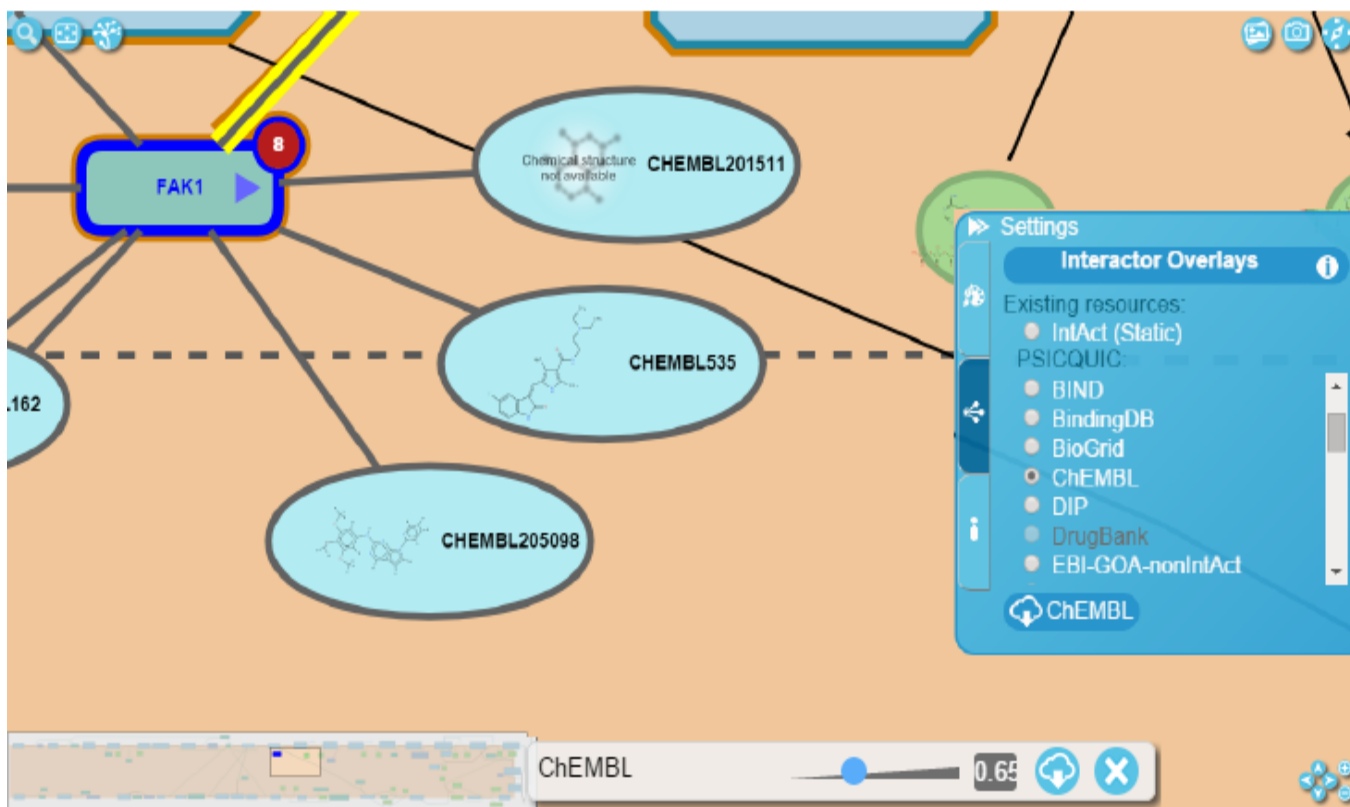 8
FAK1
Chemical structure
not available
CHEMBL201511
Settings
Interactor Overlays
i
Existing resources:
IntAct (Static)
PSICQUIC:
BIND
BindingDB
BioGrid
ChEMBL
DIP
DrugBank
EBI-GOA-nonIntAct
i
ChEMBL
CHEMBL535
.162
CHEMBL205098
ChEMBL
0.65